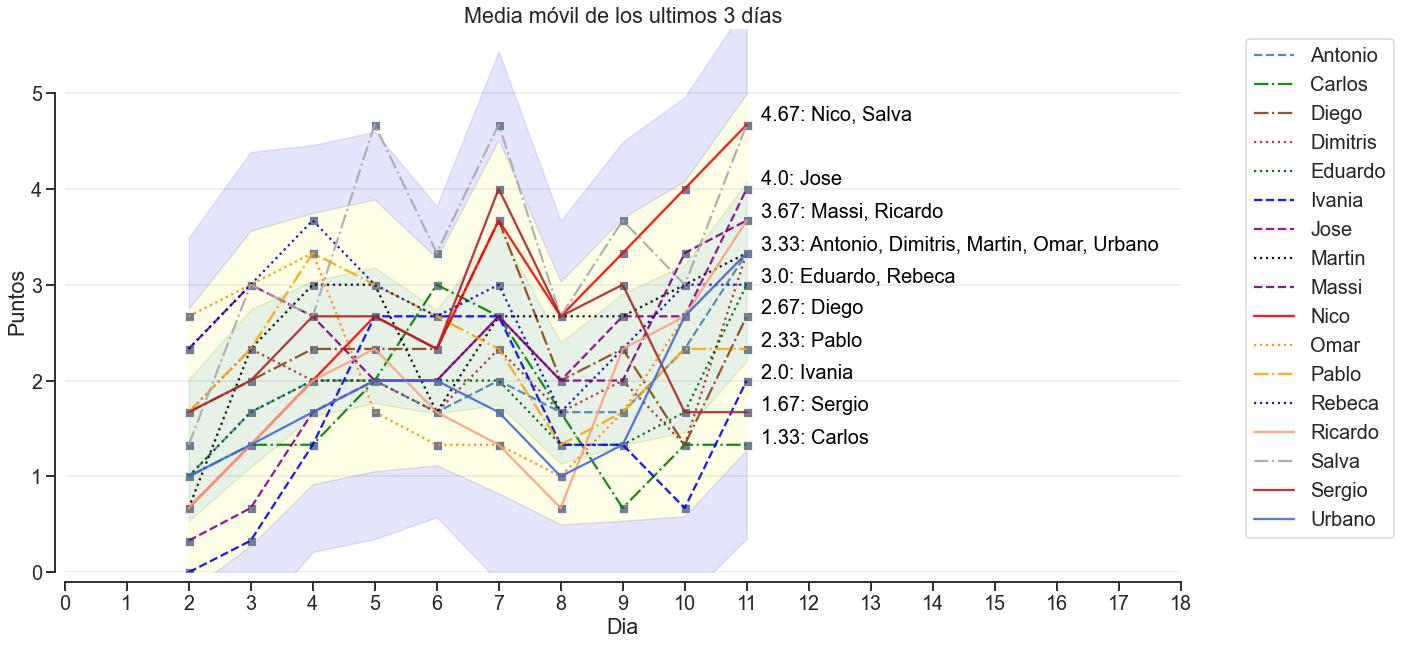 Media móvil de los ultimos 3 días
Puntos
5
4
3
2
1
0
4.67: Nico, Salva
4.0: Jose
3.67: Massi, Ricardo
3.33: Antonio, Dimitris, Martin, Omar, Urbano
3.0: Eduardo, Rebeca
2.67: Diego
2.33: Pablo
2.0: Ivania
1.67: Sergio
1.33: Carlos
0 1 2 3 4 5 6 7 8 9 10 11 12 13 14 15 16 17 18
Dia
Antonio
Carlos
Diego
Dimitris
Eduardo
Ivania
Jose
Martin
Massi
Nico
Omar
Pablo
Rebeca
Ricardo
Salva
Sergio
Urbano